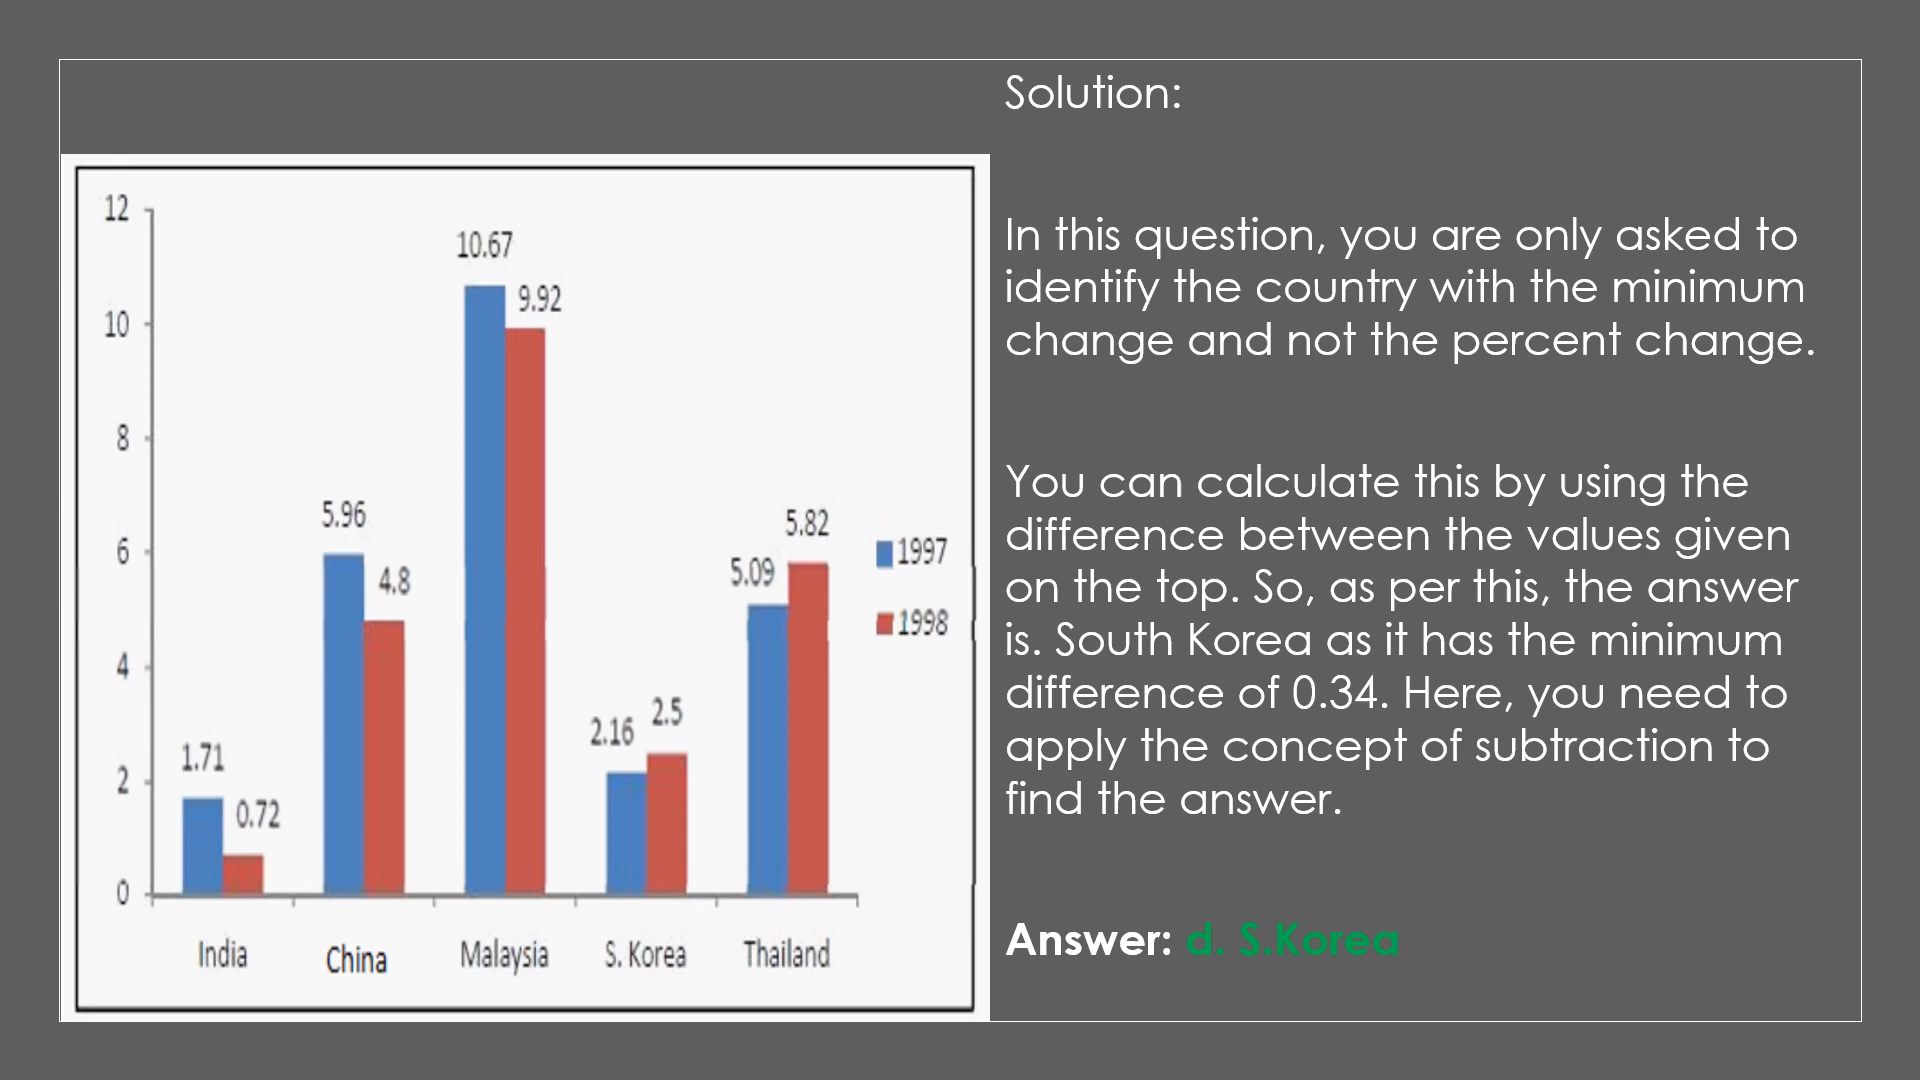 Solution:
In this question, you are only asked to
identify the country with the minimum
change and not the percent change.
You can calculate this by using the
difference between the values given
on the top. So, as per this, the answer
is. South Korea as it has the minimum
difference of 0.34. Here, you need to
apply the concept of subtraction to
find the answer.
Answer: d. S.Korea
12
10
8
6
4
2
0
1.71
0.72
5.96
4.8
10.67
9.92
2.16
2.5
5.09
5.82
1997
1998
India
China
Malaysia
S. Korea
Thailand